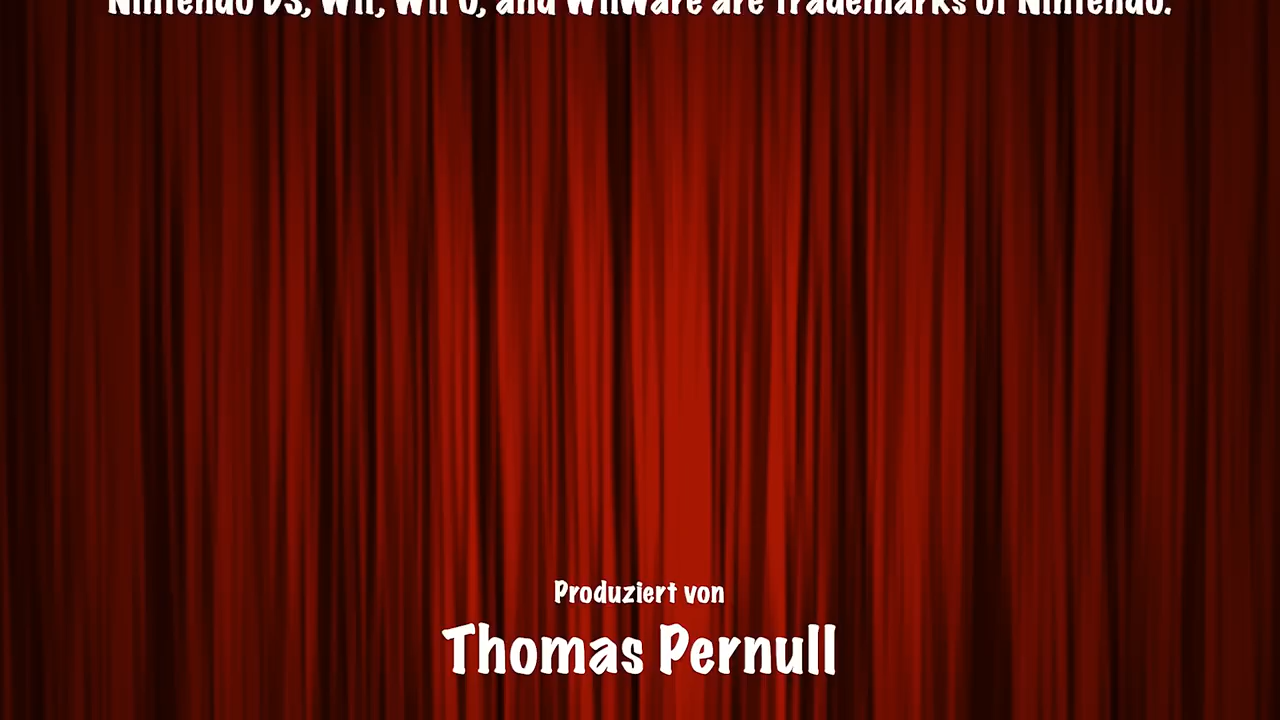 Nintendo DS, Wii, Wii U, and WiiWare are trademarks of Nintendo.
Produziert von
Thomas Pernull